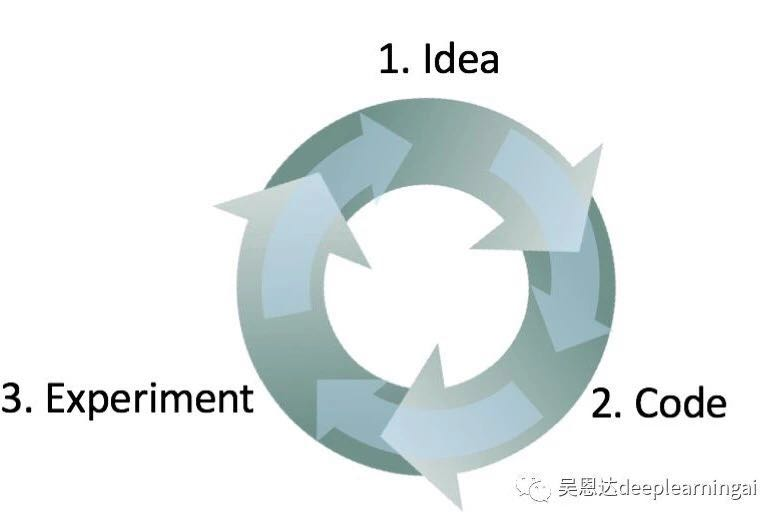 1. Idea
3. Experiment
2. Code
吴恩达deeplearningai